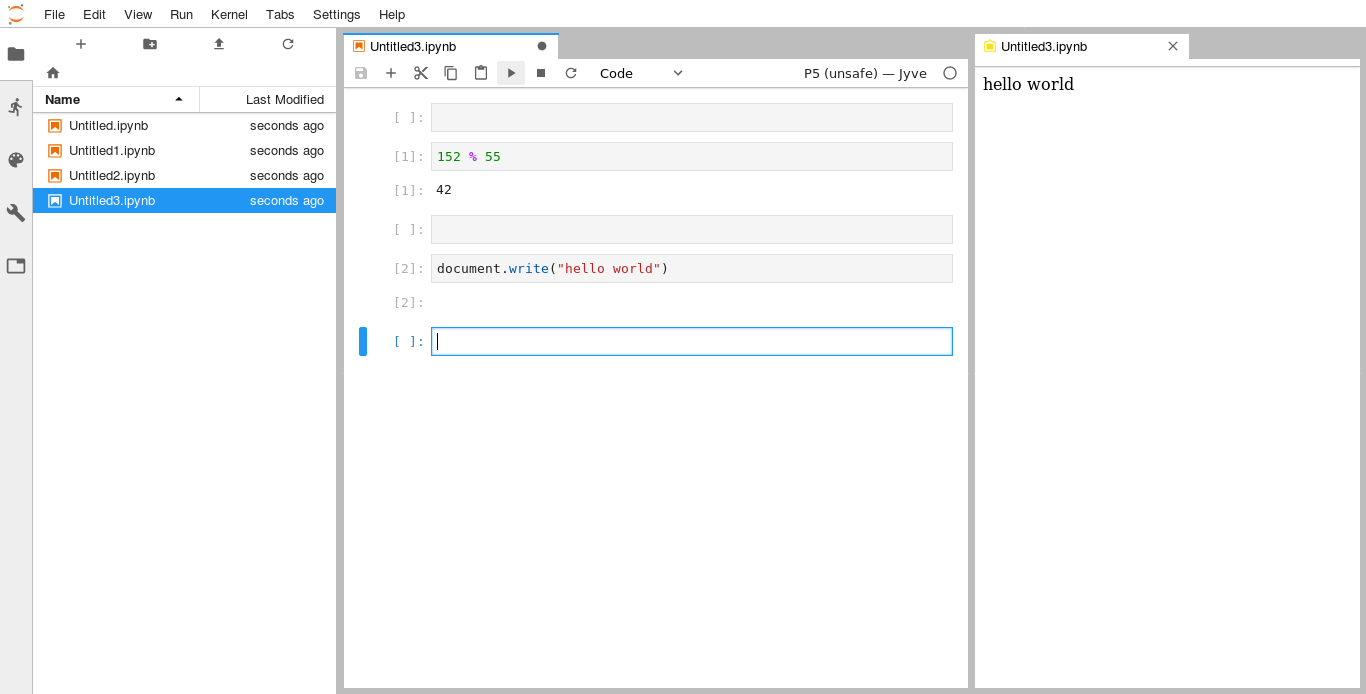 File Edit View Run Kernel Tabs Settings Help
Name Last Modified
Untitled.ipynb seconds ago
Untitled1.ipynb seconds ago
Untitled2.ipynb seconds ago
Untitled3.ipynb seconds ago
Untitled3.ipynb
Code P5 (unsafe) — Jyve
[ ]:
[1]: 152 % 55
[1]: 42
[ ]:
[2]: document.write("hello world")
[2]:
[ ]:
Untitled3.ipynb
hello world